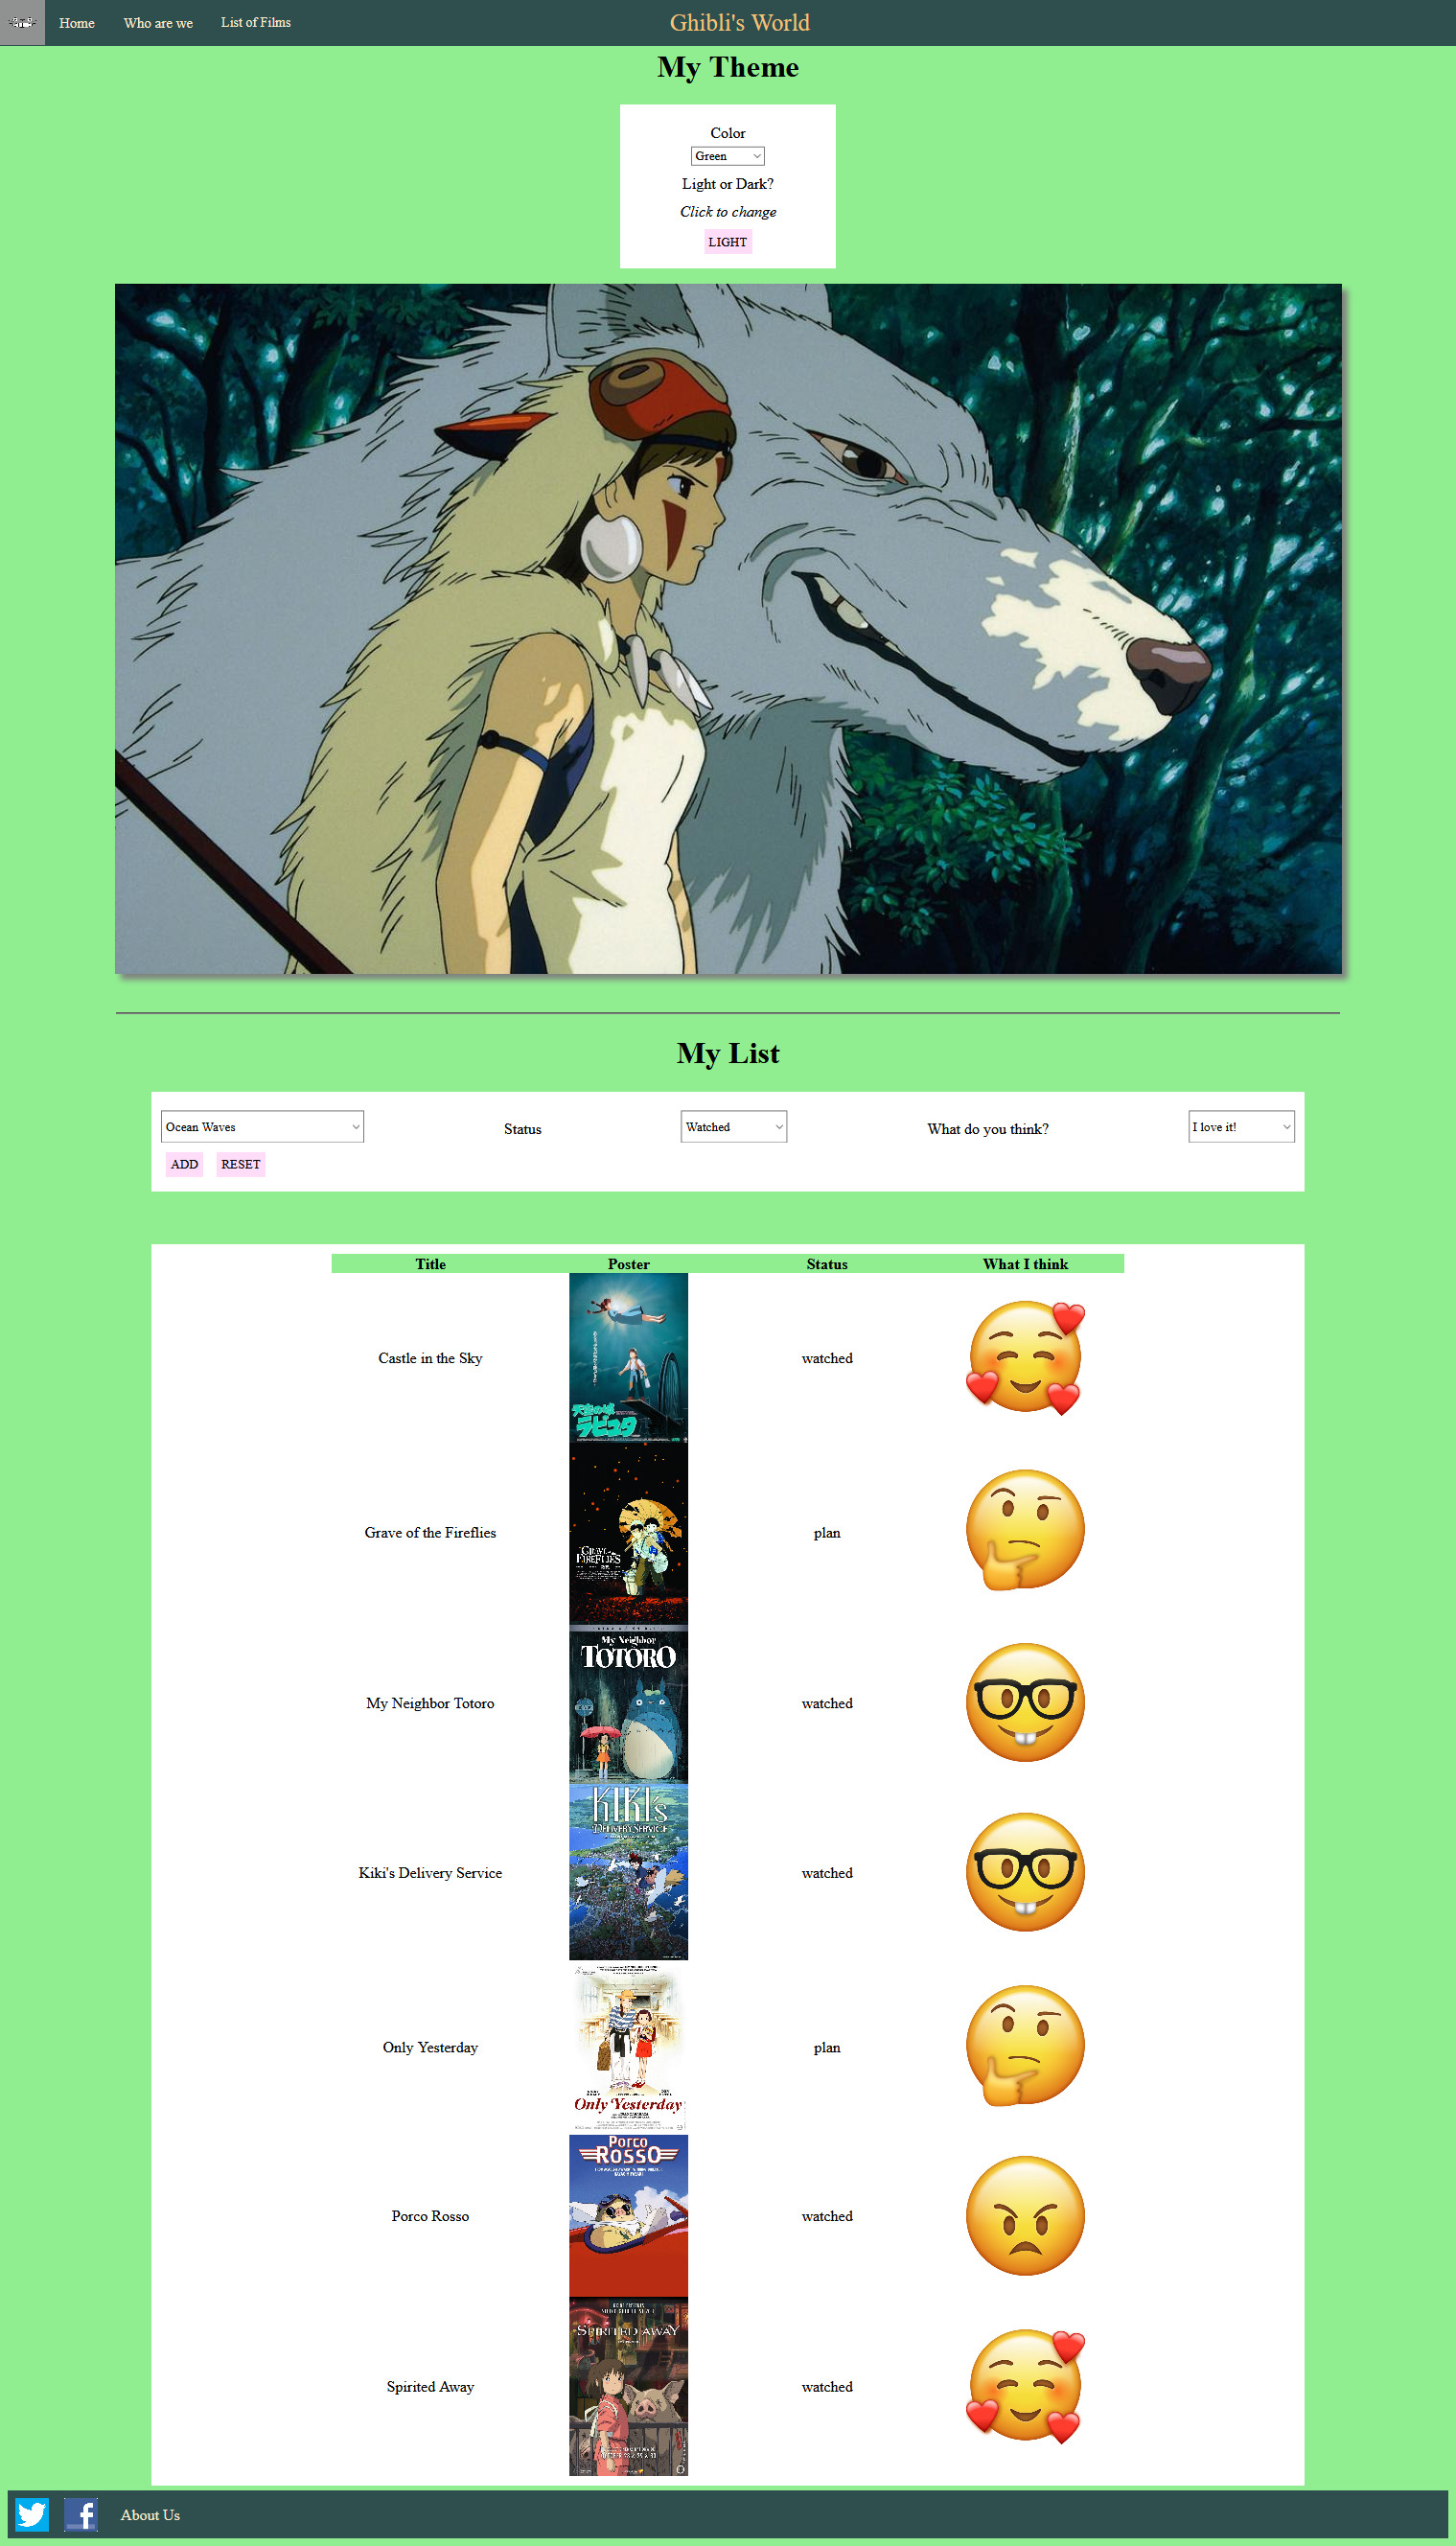 Home
Who are we
List of Films
Ghibli's World
My Theme
Color
Green
Light or Dark?
Click to change
LIGHT
My List
Ocean Waves
Status
Watched
What do you think?
I love it!
ADD
RESET
Title
Poster
Status
What I think
Castle in the Sky
天空の城
ラピュタ
watched
Grave of the Fireflies
GRAVE
FIREFLIES
plan
My Neighbor Totoro
My Neighbor
TOTORO
watched
Kiki's Delivery Service
KIKI's
DELIVERY SERVICE
watched
Only Yesterday
Only Yesterday
plan
Porco Rosso
PORCO
ROSSO
watched
Spirited Away
SPIRITED AWAY
watched
About Us